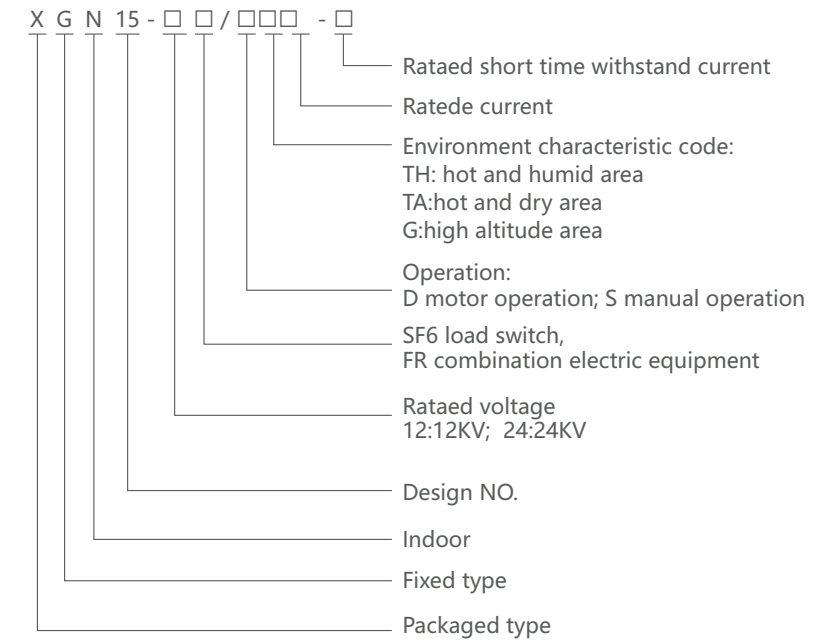 X G N 15 - □ □ / □□□ - □
Rataed short time withstand current
Ratede current
Environment characteristic code:
TH: hot and humid area
TA:hot and dry area
G:high altitude area
Operation:
D motor operation; S manual operation
SF6 load switch,
FR combination electric equipment
Rataed voltage
12:12KV; 24:24KV
Design NO.
Indoor
Fixed type
Packaged type